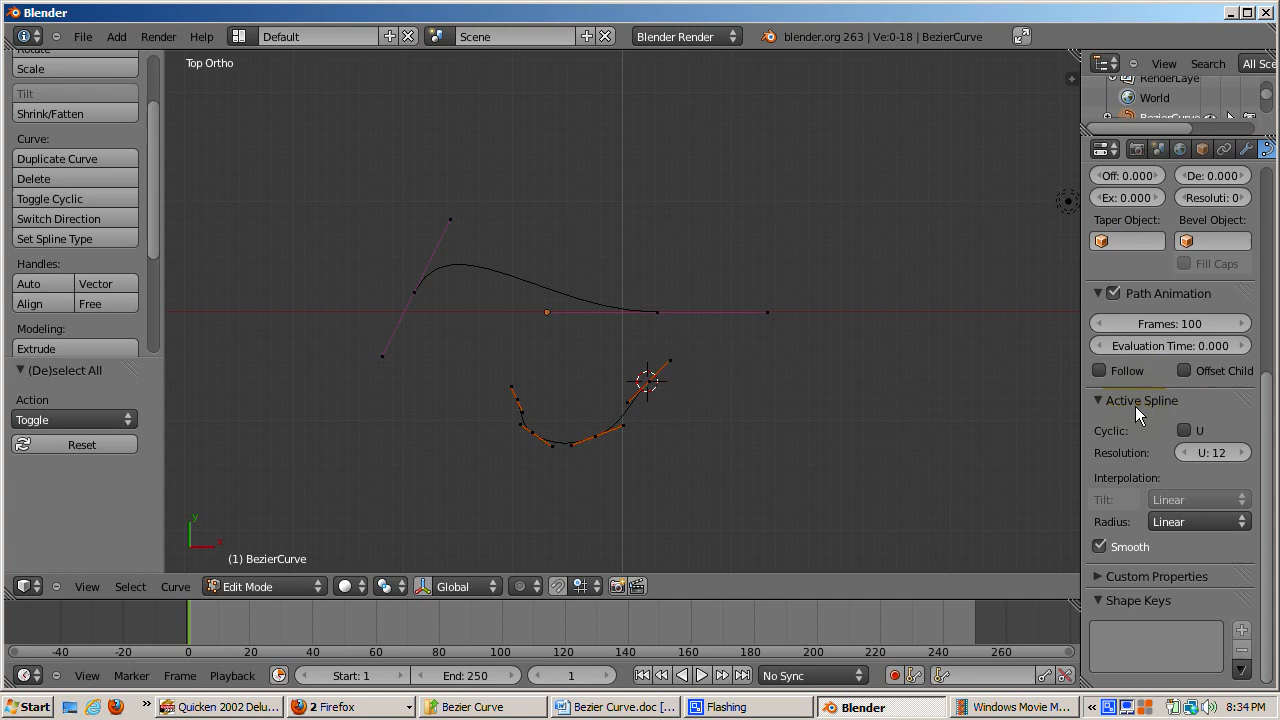 Blender
File Add Render Help Default Scene Blender Render blender.org 263 | Ve:0-18 | BezierCurve
Scale
Tilt
Shrink/Fatten
Curve:
Duplicate Curve
Delete
Toggle Cyclic
Switch Direction
Set Spline Type
Handles:
Auto Vector
Align Free
Modeling:
Extrude
(De)select All
Action
Toggle
Reset
Top Ortho
y
x
(1) BezierCurve
View Search All Sce
RenderLaye
World
BezierCurve
Off: 0.000 De: 0.000
Ex: 0.000 Resoluti: 0
Taper Object: Bevel Object:
Fill Caps
Path Animation
Frames: 100
Evaluation Time: 0.000
Follow Offset Child
Active Spline
Cyclic: U
Resolution: U: 12
Interpolation:
Tilt: Linear
Radius: Linear
Smooth
Custom Properties
Shape Keys
View Select Curve Edit Mode Global
-40 -20 0 20 40 60 80 100 120 140 160 180 200 220 240 260
View Marker Frame Playback Start: 1 End: 250 1 No Sync
Start Quicken 2002 Delu... 2 Firefox Bezier Curve Bezier Curve.doc [... Flashing Blender Windows Movie M... 8:34 PM